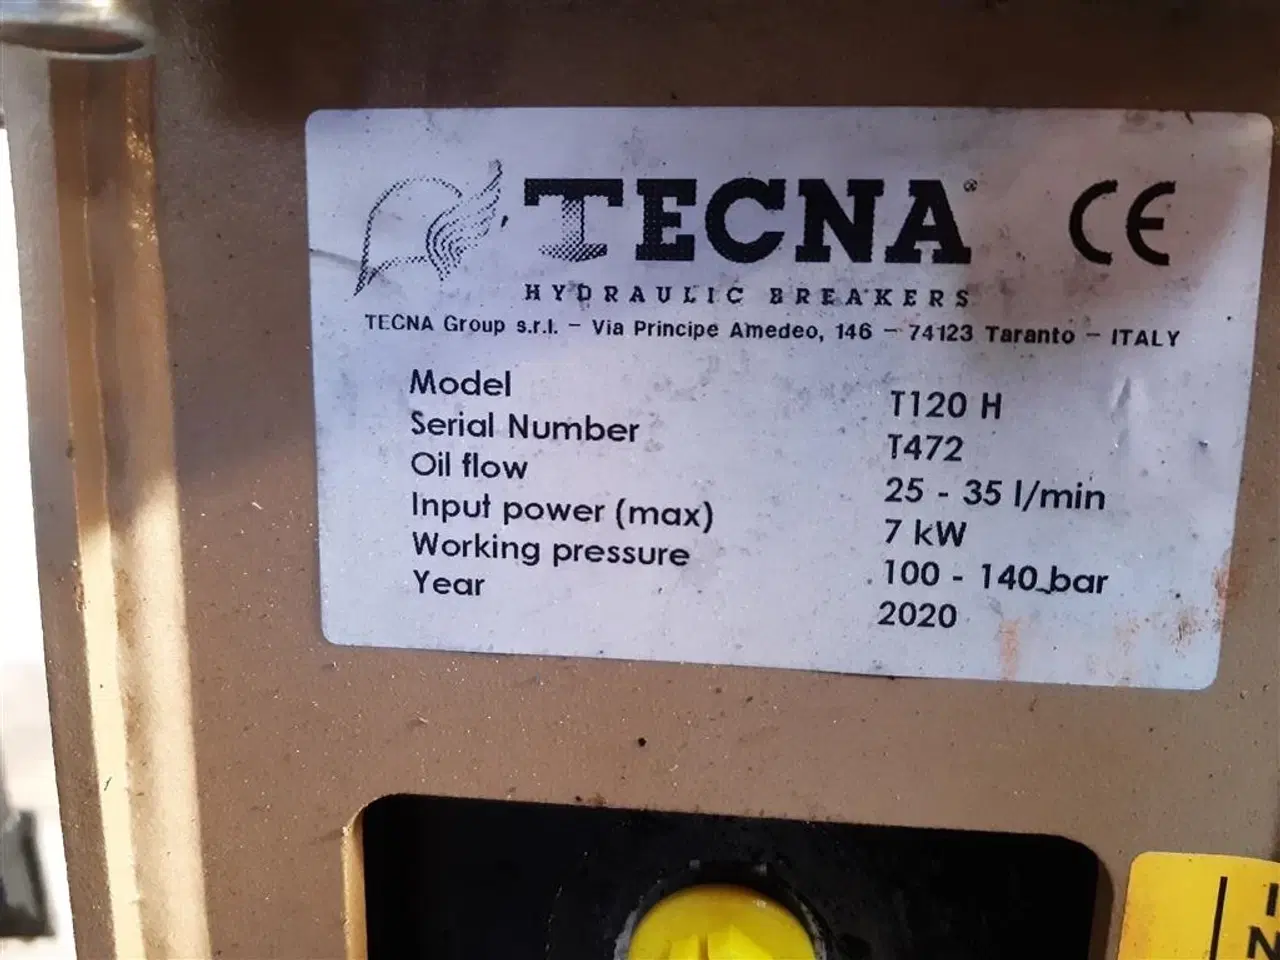 TECNA® CE
HYDRAULIC BREAKERS
TECNA Group s.r.l. - Via Principe Amedeo, 146 - 74123 Taranto - ITALY
Model T120 H
Serial Number T472
Oil flow 25 - 35 l/min
Input power (max) 7 kW
Working pressure 100 - 140 bar
Year 2020